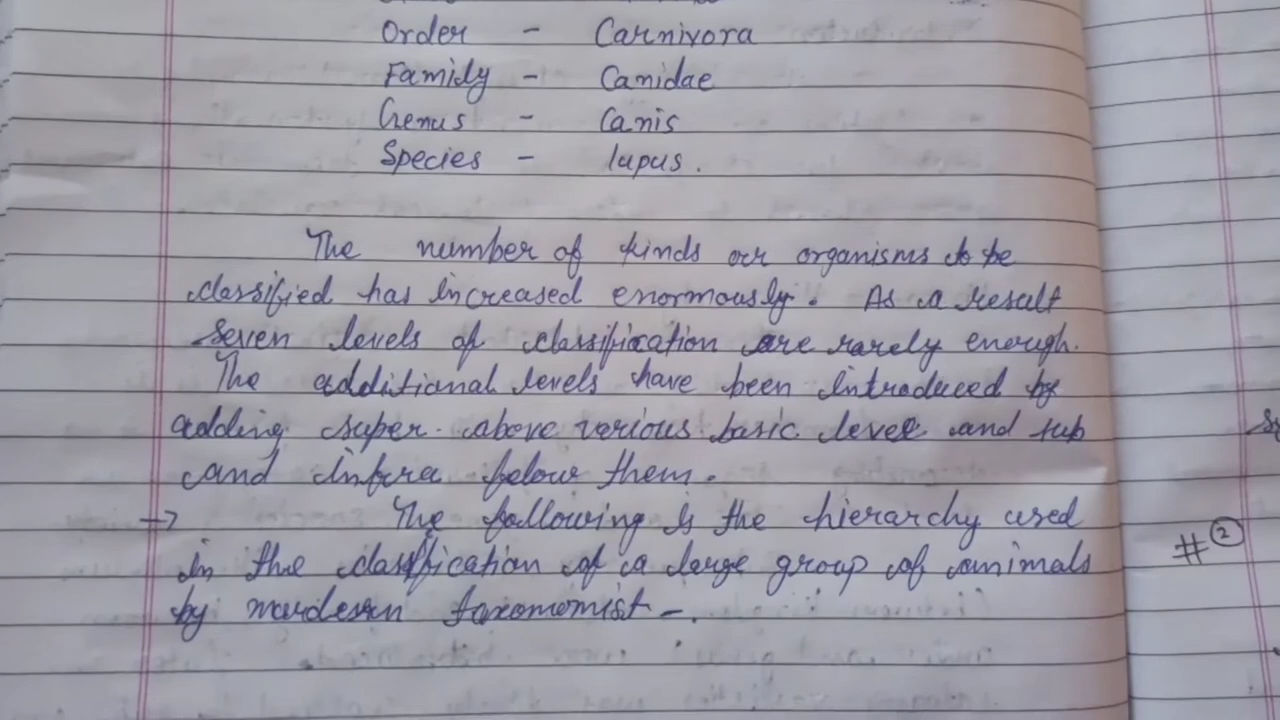 Order - Carnivora
Family - Canidae
Genus - Canis
Species - lupus.
The number of kinds our organisms to be
classified has increased enormously. As a result
seven levels of classification are rarely enough.
The additional levels have been introduced by
adding super- above various basic level and sub
and infra below them.
→ The following is the hierarchy used
in the classification of a large group of animals
by mordern taxonomist -.
# ②